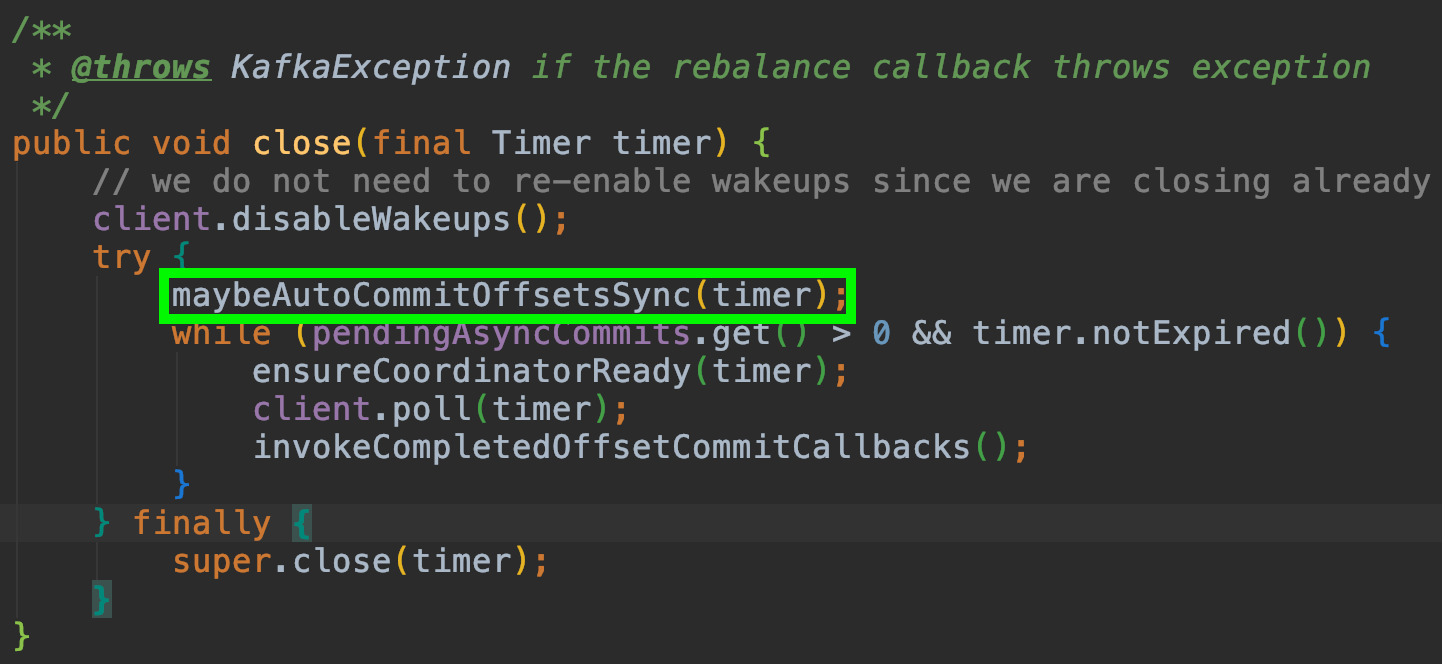 /**
 * @throws KafkaException if the rebalance callback throws exception
 */
public void close(final Timer timer) {
    // we do not need to re-enable wakeups since we are closing already
    client.disableWakeups();
    try {
        maybeAutoCommitOffsetsSync(timer);
        while (pendingAsyncCommits.get() > 0 && timer.notExpired()) {
            ensureCoordinatorReady(timer);
            client.poll(timer);
            invokeCompletedOffsetCommitCallbacks();
        }
    } finally {
        super.close(timer);
    }
}